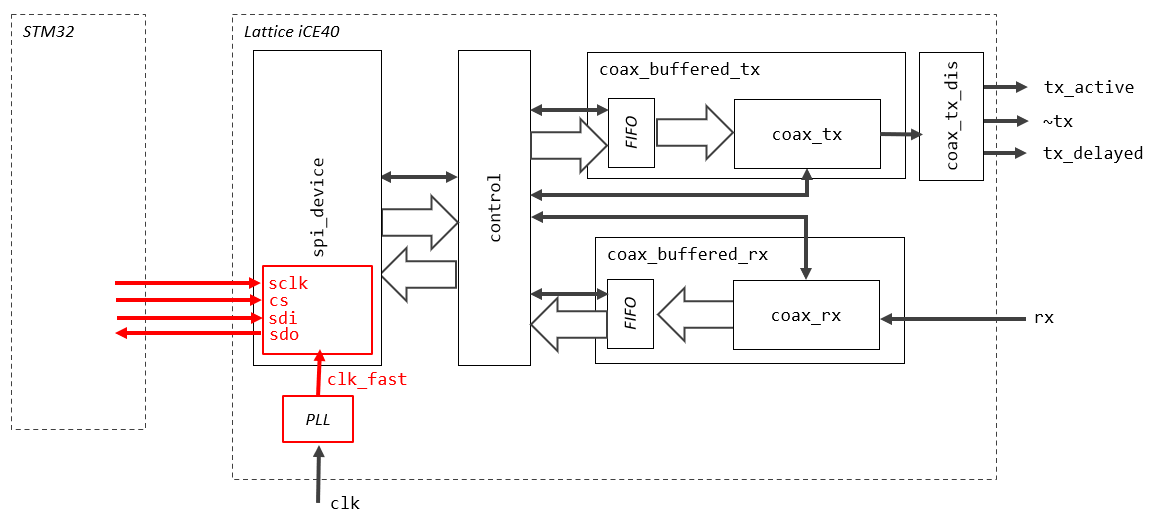 STM32
Lattice iCE40
spi_device
sclk
cs
sdi
sdo
clk_fast
PLL
clk
control
coax_buffered_tx
FIFO
coax_tx
coax_tx_dis
tx_active
~tx
tx_delayed
coax_buffered_rx
FIFO
coax_rx
rx